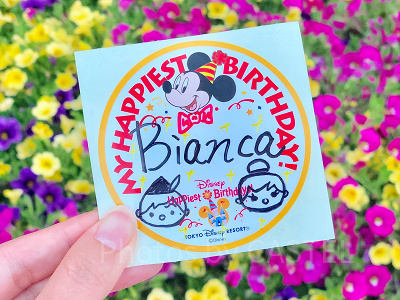 MY HAPPIEST BIRTHDAY!
Bianca
Disney
Happiest Birthday!
TOKYO Disney RESORT®
©Disney